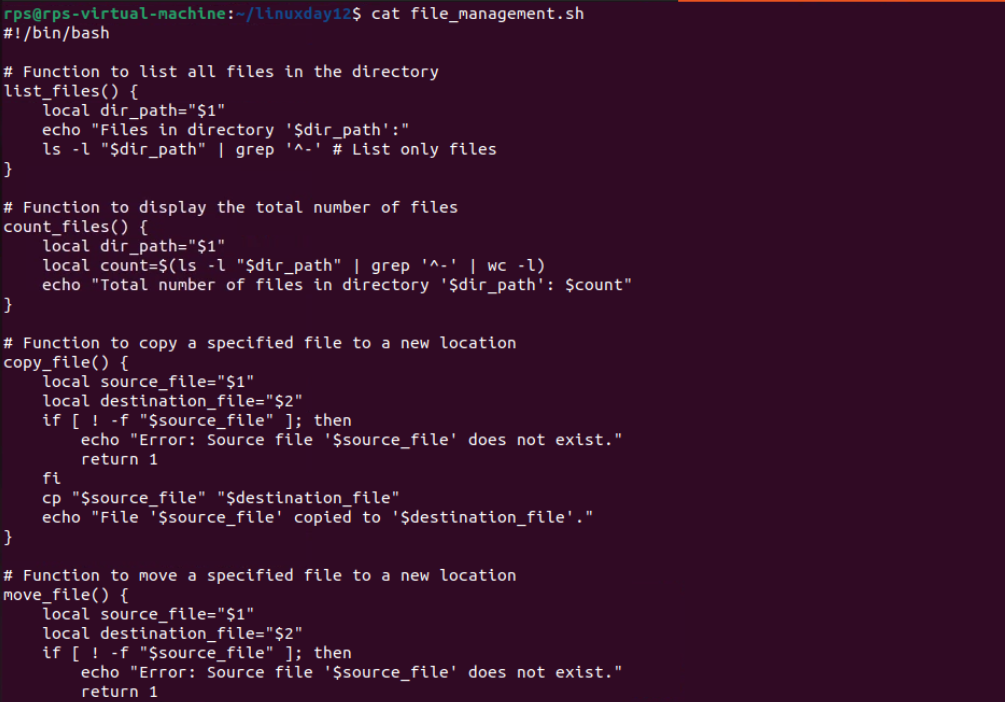 rps@rps-virtual-machine:~/linuxday12$ cat file_management.sh
#!/bin/bash

# Function to list all files in the directory
list_files() {
    local dir_path="$1"
    echo "Files in directory '$dir_path':"
    ls -l "$dir_path" | grep '^-' # List only files
}

# Function to display the total number of files
count_files() {
    local dir_path="$1"
    local count=$(ls -l "$dir_path" | grep '^-' | wc -l)
    echo "Total number of files in directory '$dir_path': $count"
}

# Function to copy a specified file to a new location
copy_file() {
    local source_file="$1"
    local destination_file="$2"
    if [ ! -f "$source_file" ]; then
        echo "Error: Source file '$source_file' does not exist."
        return 1
    fi
    cp "$source_file" "$destination_file"
    echo "File '$source_file' copied to '$destination_file'."
}

# Function to move a specified file to a new location
move_file() {
    local source_file="$1"
    local destination_file="$2"
    if [ ! -f "$source_file" ]; then
        echo "Error: Source file '$source_file' does not exist."
        return 1